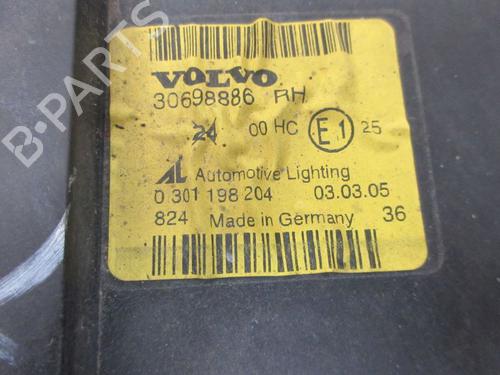 VOLVO
30698886 RH
24 00 HC E1 25
AL Automotive Lighting
0 301 198 204 03.03.05
824 Made in Germany 36
B-PARTS